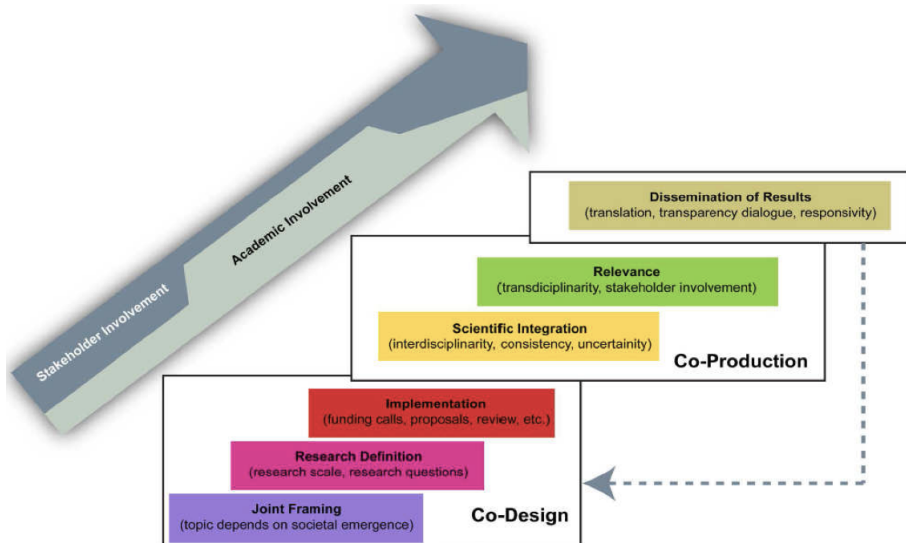 Stakeholder Involvement
Academic Involvement
Dissemination of Results
(translation, transparency dialogue, responsivity)
Relevance
(transdiciplinarity, stakeholder involvement)
Scientific Integration
(interdisciplinarity, consistency, uncertainity)
Co-Production
Implementation
(funding calls, proposals, review, etc.)
Research Definition
(research scale, research questions)
Joint Framing
(topic depends on societal emergence)
Co-Design